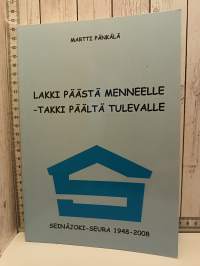 MARTTI PÄNKÄLÄ
LAKKI PÄÄSTÄ MENNEELLE
-TAKKI PÄÄLTÄ TULEVALLE
SEINÄJOKI-SEURA 1948-2008